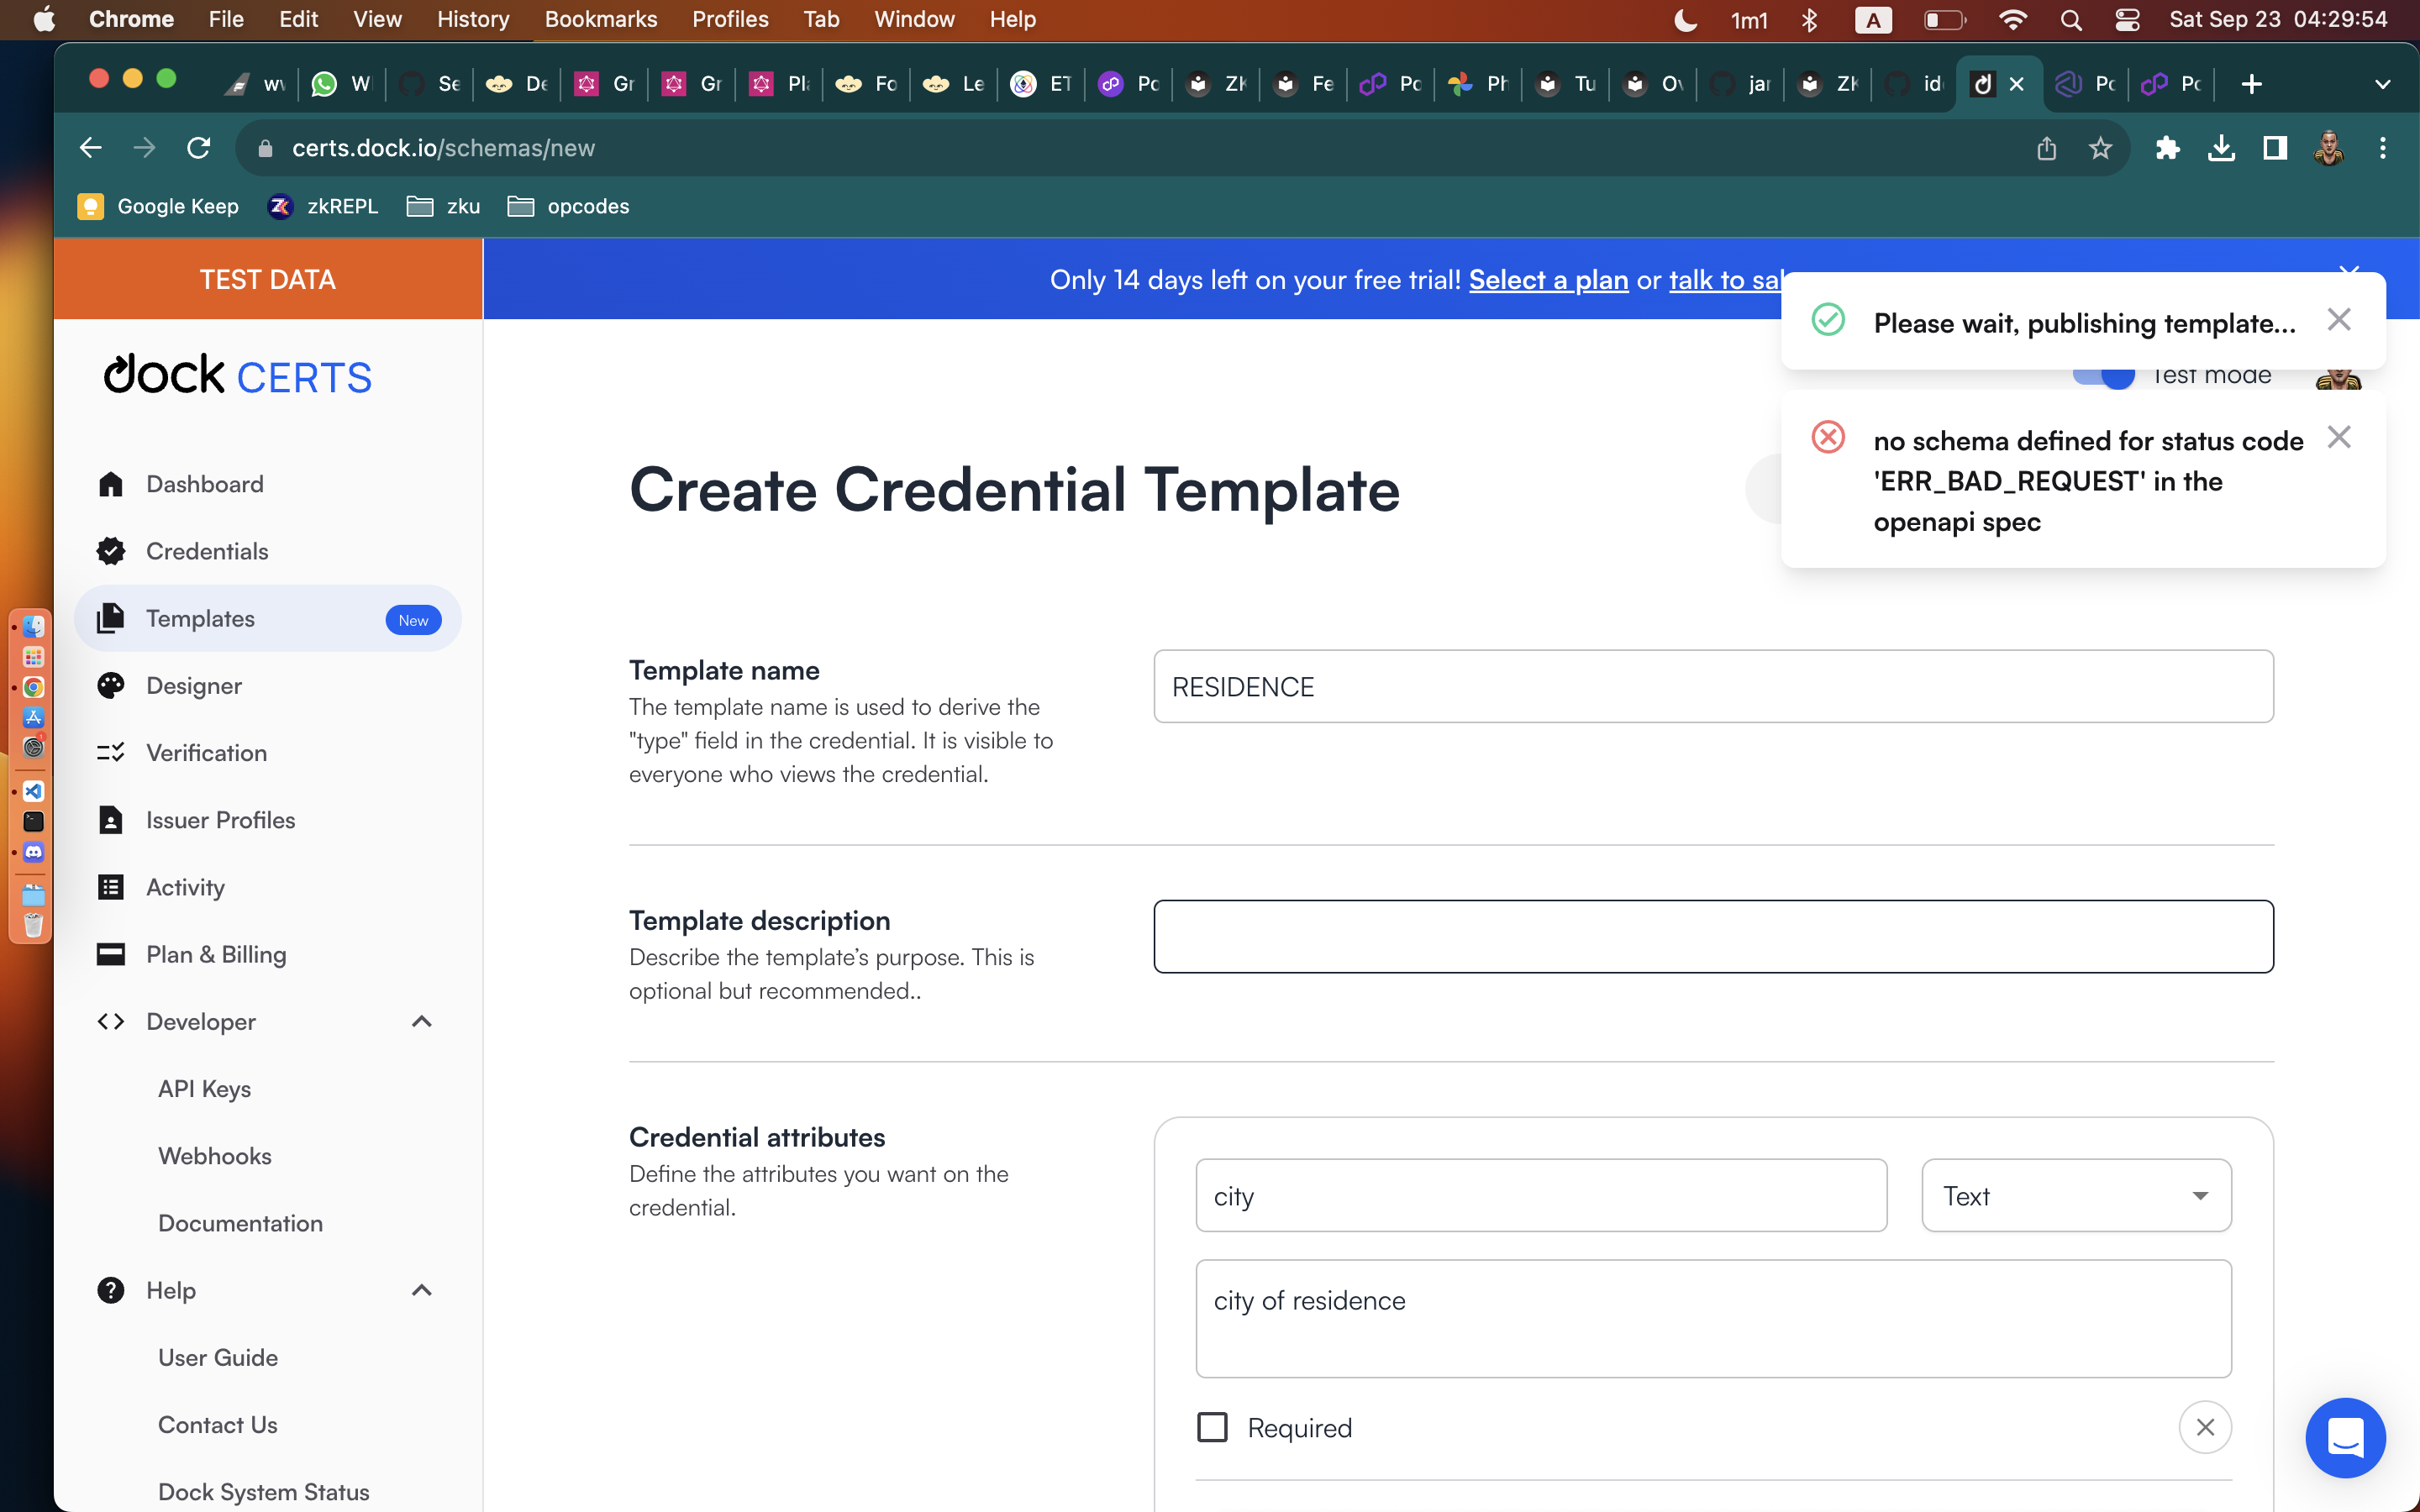 Chrome File Edit View History Bookmarks Profiles Tab Window Help 1m1 A Sat Sep 23 04:29:54
W Se De Gr Gr Pl Fo Le ET Po ZK Fe Po Ph Tu Ov jar ZK id Po Po
certs.dock.io/schemas/new
Google Keep zkREPL zku opcodes
TEST DATA
Only 14 days left on your free trial! Select a plan or talk to sal
Please wait, publishing template...
dock CERTS
Test mode
no schema defined for status code
'ERR_BAD_REQUEST' in the
openapi spec
Dashboard
Credentials
Templates New
Designer
Verification
Issuer Profiles
Activity
Plan & Billing
Developer
API Keys
Webhooks
Documentation
Help
User Guide
Contact Us
Dock System Status
Create Credential Template
Template name
The template name is used to derive the
"type" field in the credential. It is visible to
everyone who views the credential.
RESIDENCE
Template description
Describe the template’s purpose. This is
optional but recommended..
Credential attributes
Define the attributes you want on the
credential.
city
Text
city of residence
Required